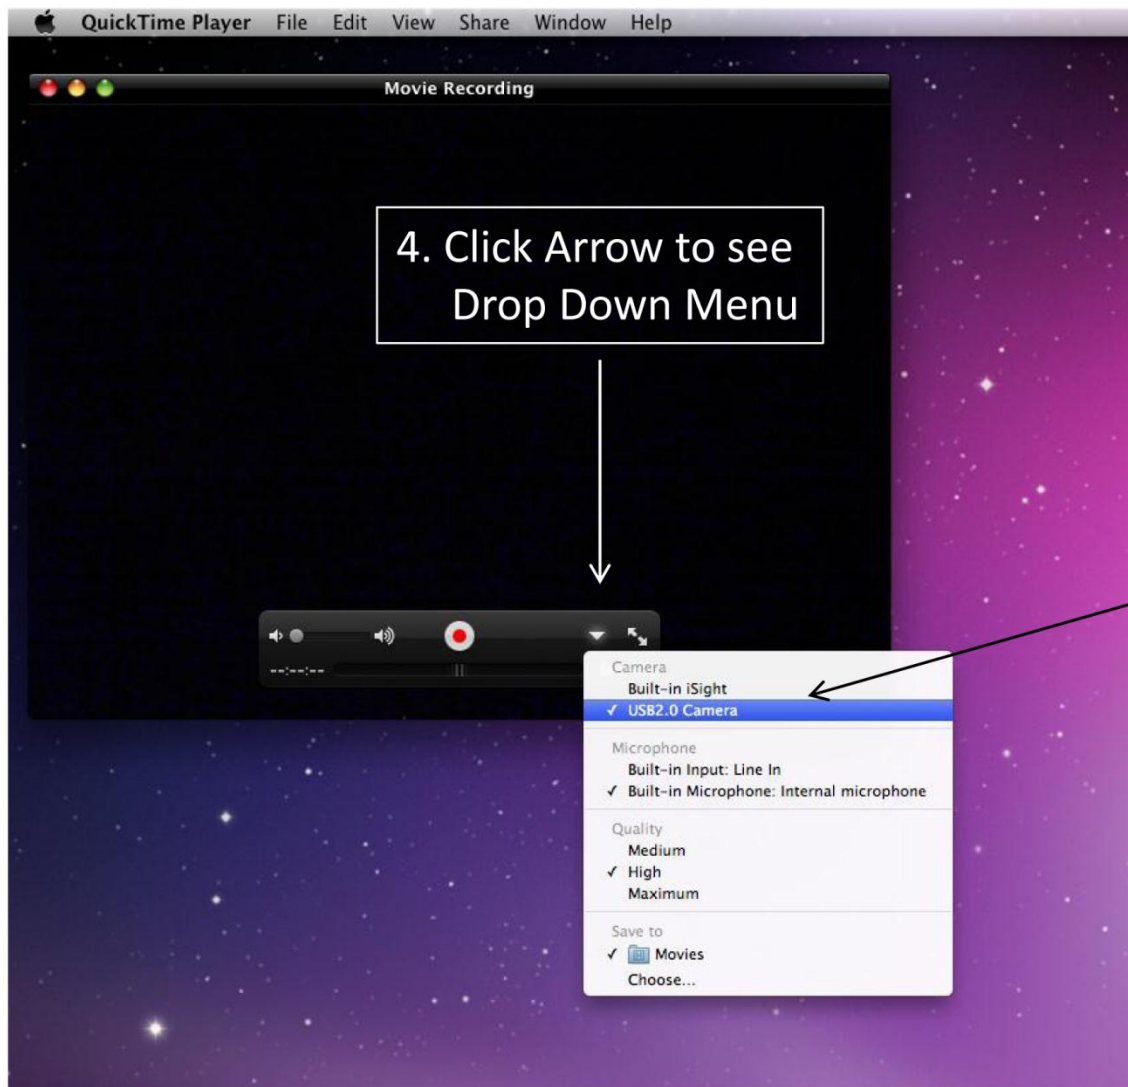 QuickTime Player File Edit View Share Window Help
Movie Recording
4. Click Arrow to see
Drop Down Menu
--:--:--
Camera
Built-in iSight
✓ USB2.0 Camera
Microphone
Built-in Input: Line In
✓ Built-in Microphone: Internal microphone
Quality
Medium
✓ High
Maximum
Save to
✓ Movies
Choose...